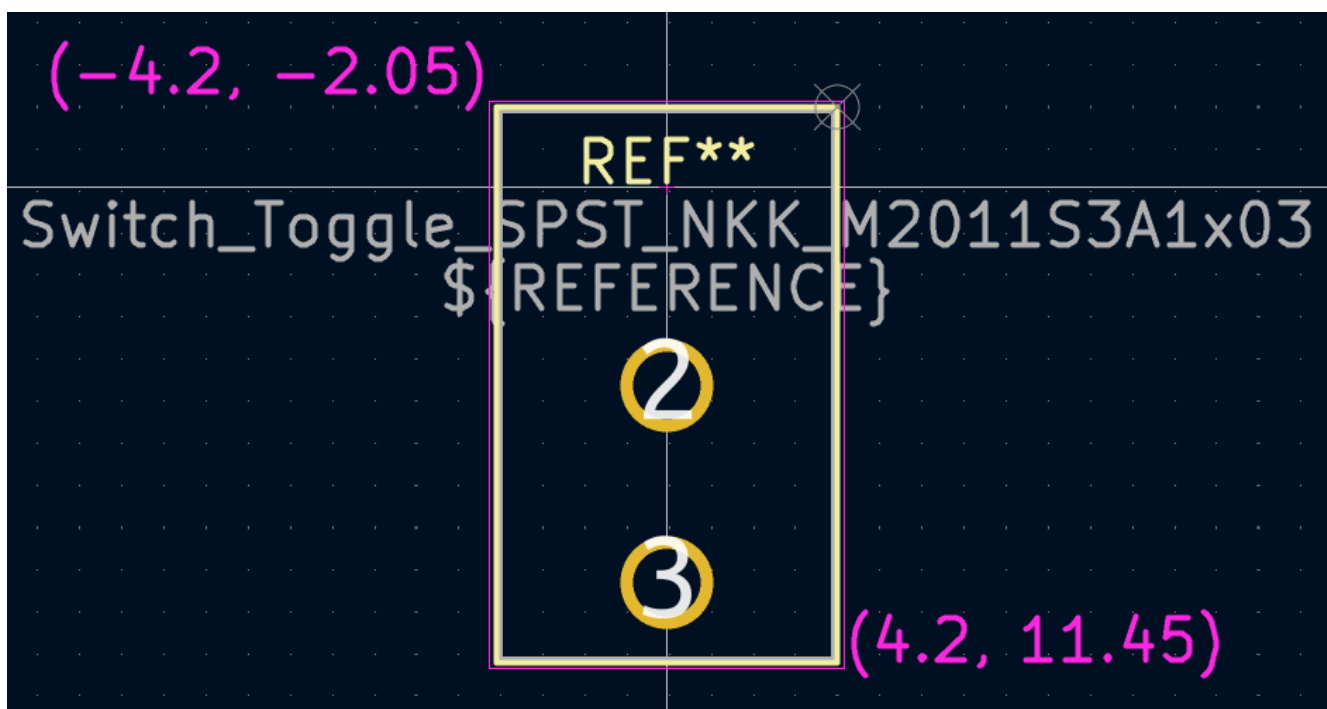 (-4.2, -2.05)
REF**
Switch_Toggle_SPST_NKK_M2011S3A1x03
${REFERENCE}
2
3
(4.2, 11.45)